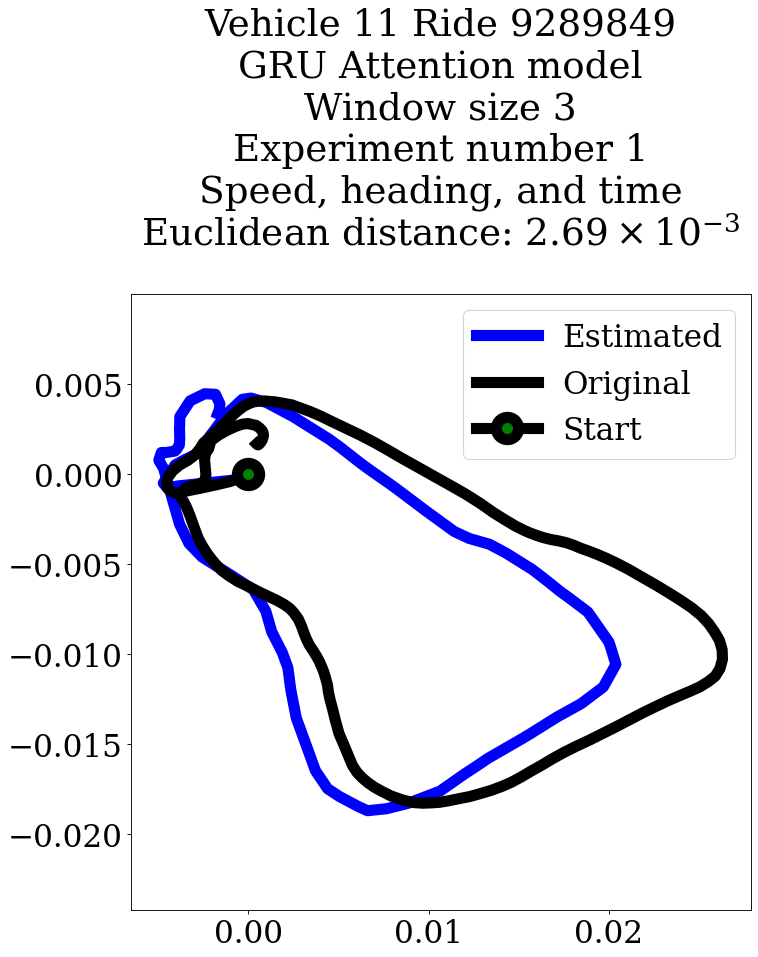 Vehicle 11 Ride 9289849
GRU Attention model
Window size 3
Experiment number 1
Speed, heading, and time
Euclidean distance: 2.69 × 10⁻³
Estimated
Original
Start
0.005
0.000
−0.005
−0.010
−0.015
−0.020
0.00 0.01 0.02